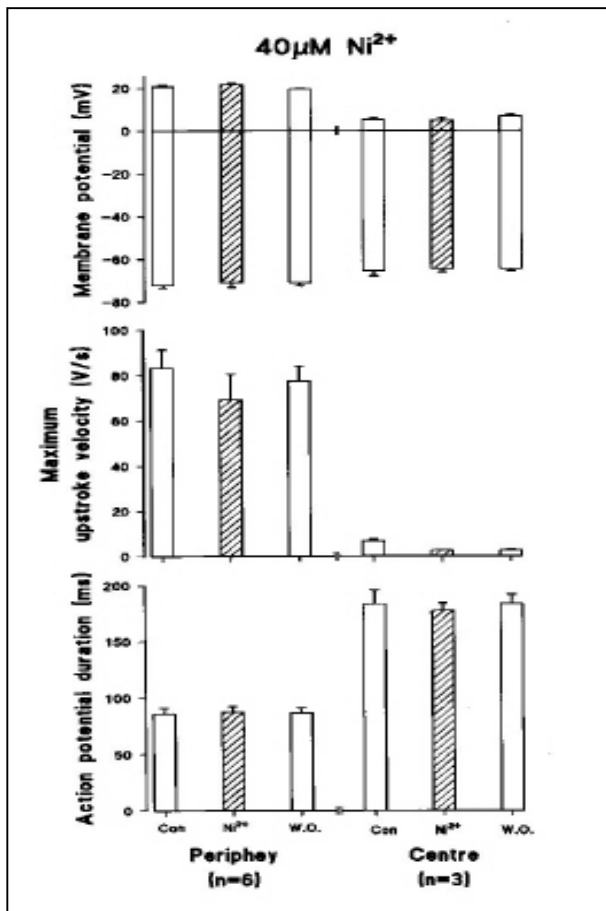 40µM Ni²⁺
Membrane potential (mV)
20
0
-20
-40
-60
-80
Maximum
upstroke velocity (V/s)
100
80
60
40
20
0
Action potential duration (ms)
200
150
100
50
0
Con Ni²⁺ W.O. Con Ni²⁺ W.O.
Periphey Centre
(n=6) (n=3)